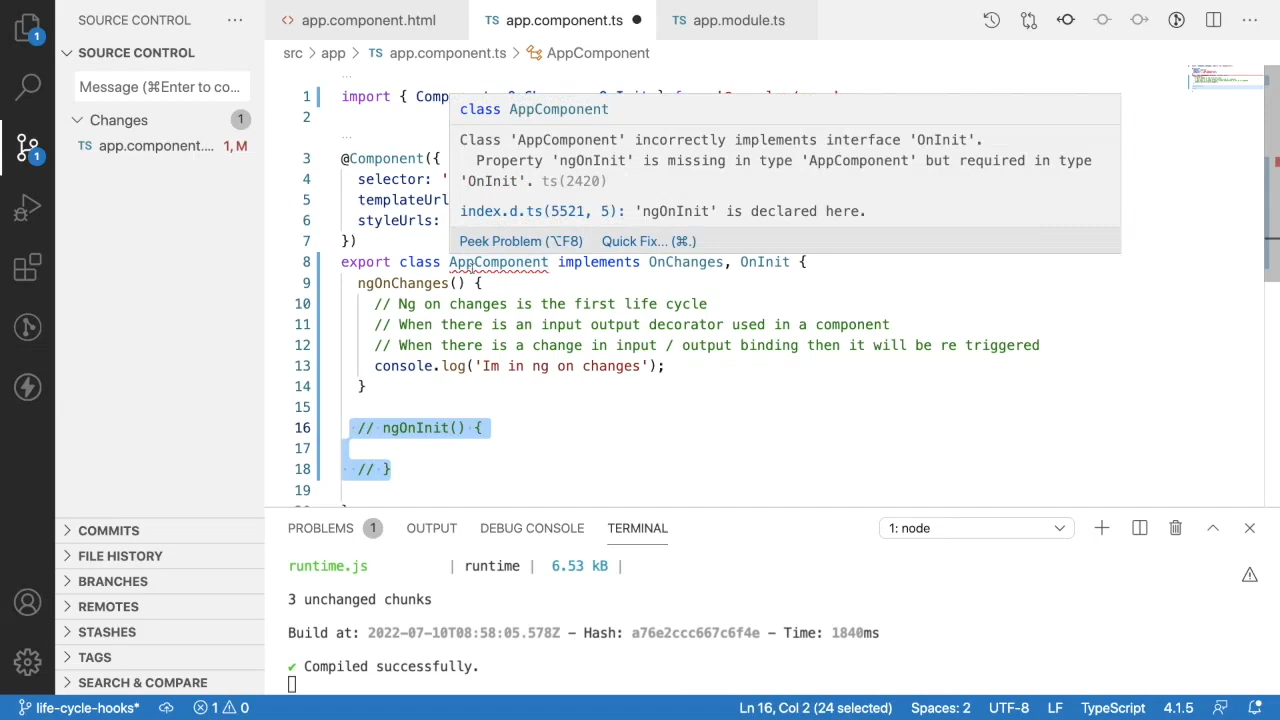 SOURCE CONTROL ···
app.component.html
TS app.component.ts ●
TS app.module.ts
···
src > app > TS app.component.ts > AppComponent
SOURCE CONTROL
Message (⌘Enter to co...
Changes 1
TS app.component.... 1, M
1
1
COMMITS
FILE HISTORY
BRANCHES
REMOTES
STASHES
TAGS
SEARCH & COMPARE
1 import { Comp
2
3 @Component({
4 selector: '
5 templateUrl
6 styleUrls:
7 })
class AppComponent
Class 'AppComponent' incorrectly implements interface 'OnInit'.
Property 'ngOnInit' is missing in type 'AppComponent' but required in type
'OnInit'. ts(2420)
index.d.ts(5521, 5): 'ngOnInit' is declared here.
Peek Problem (⌥F8) Quick Fix... (⌘.)
8 export class AppComponent implements OnChanges, OnInit {
9 ngOnChanges() {
10 // Ng on changes is the first life cycle
11 // When there is an input output decorator used in a component
12 // When there is a change in input / output binding then it will be re triggered
13 console.log('Im in ng on changes');
14 }
15
16 // ngOnInit() {
17
18 // }
19
PROBLEMS 1 OUTPUT DEBUG CONSOLE TERMINAL 1: node
runtime.js | runtime | 6.53 kB |
3 unchanged chunks
Build at: 2022-07-10T08:58:05.578Z - Hash: a76e2ccc667c6f4e - Time: 1840ms
✔ Compiled successfully.
life-cycle-hooks* 1 0 Ln 16, Col 2 (24 selected) Spaces: 2 UTF-8 LF TypeScript 4.1.5